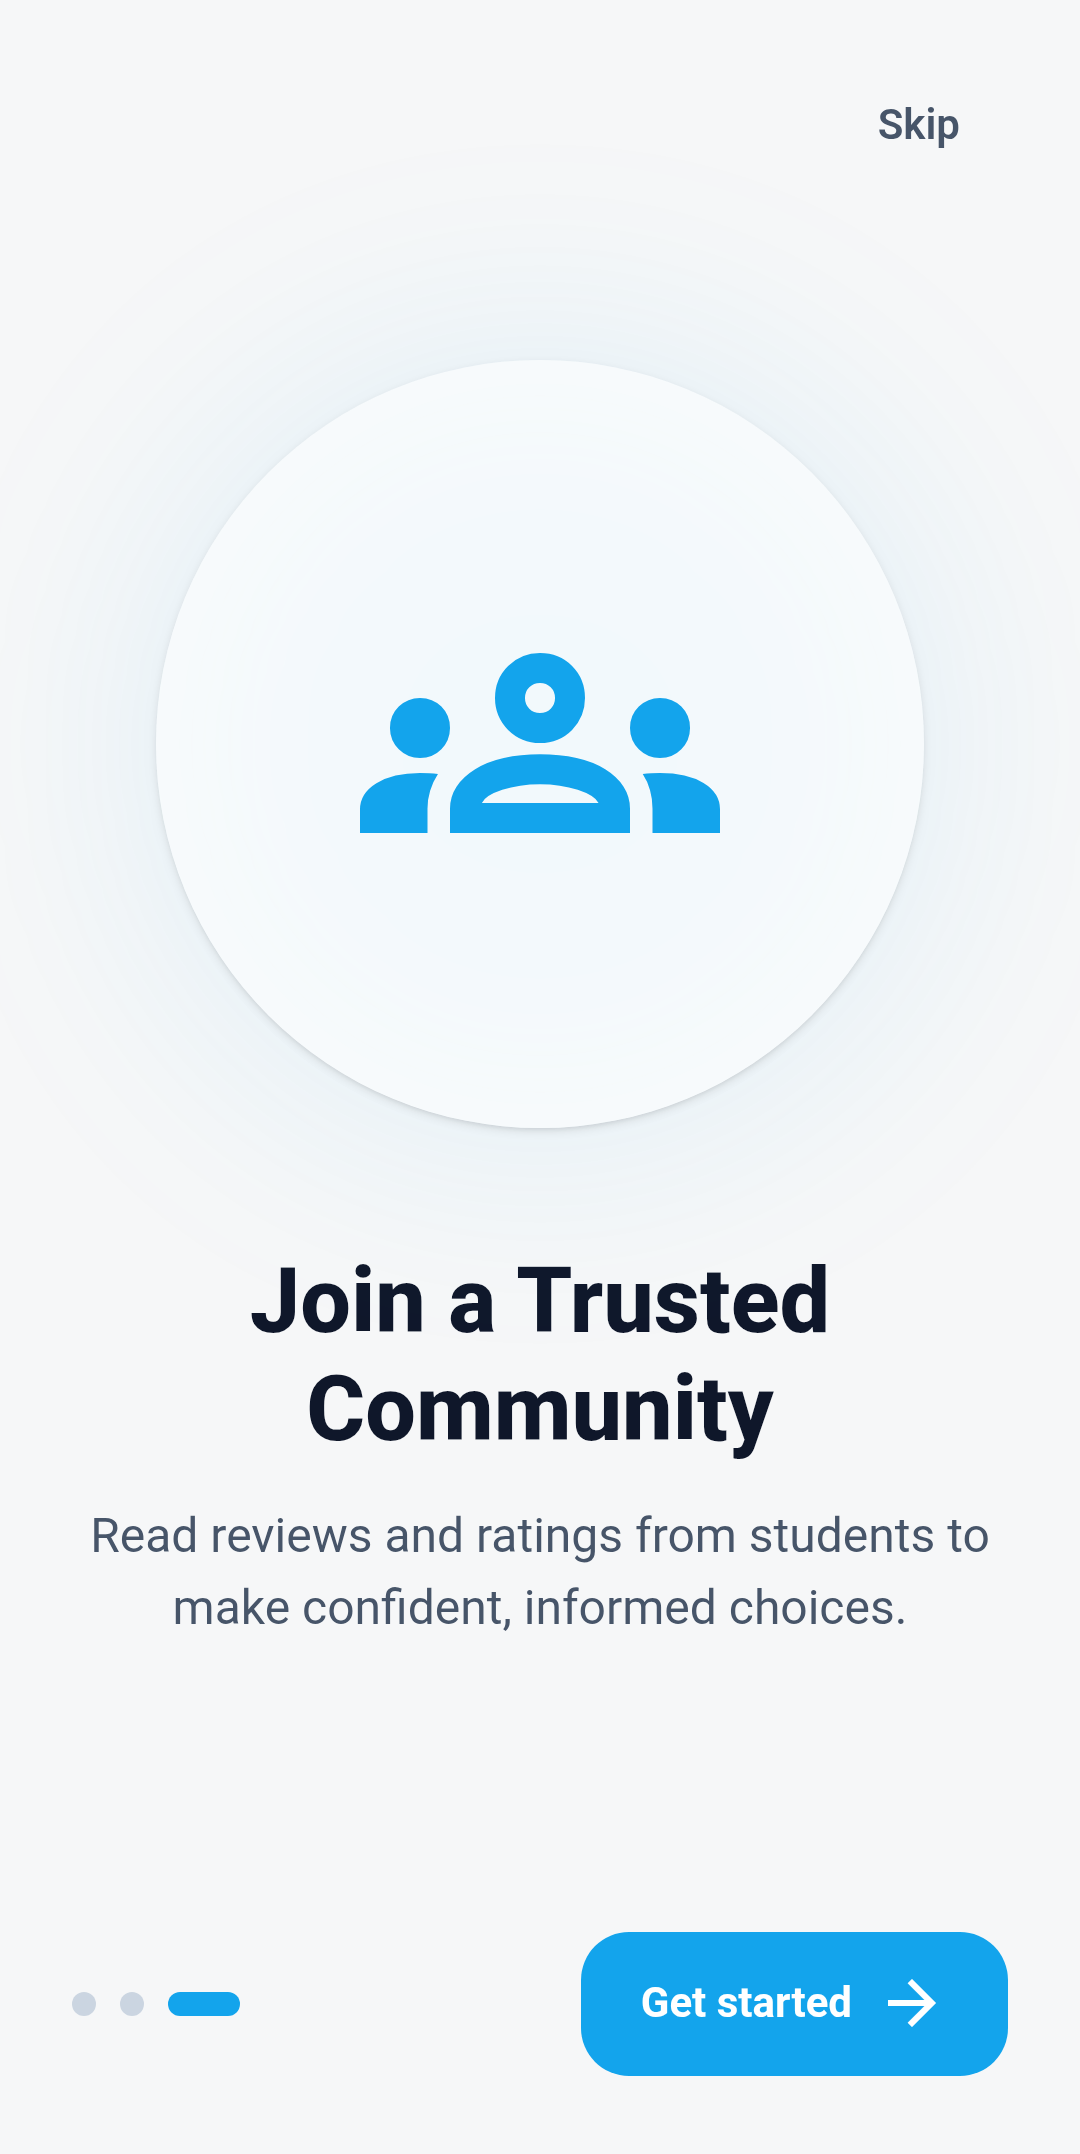 Skip
Join a Trusted
Community
Read reviews and ratings from students to
make confident, informed choices.
Get started